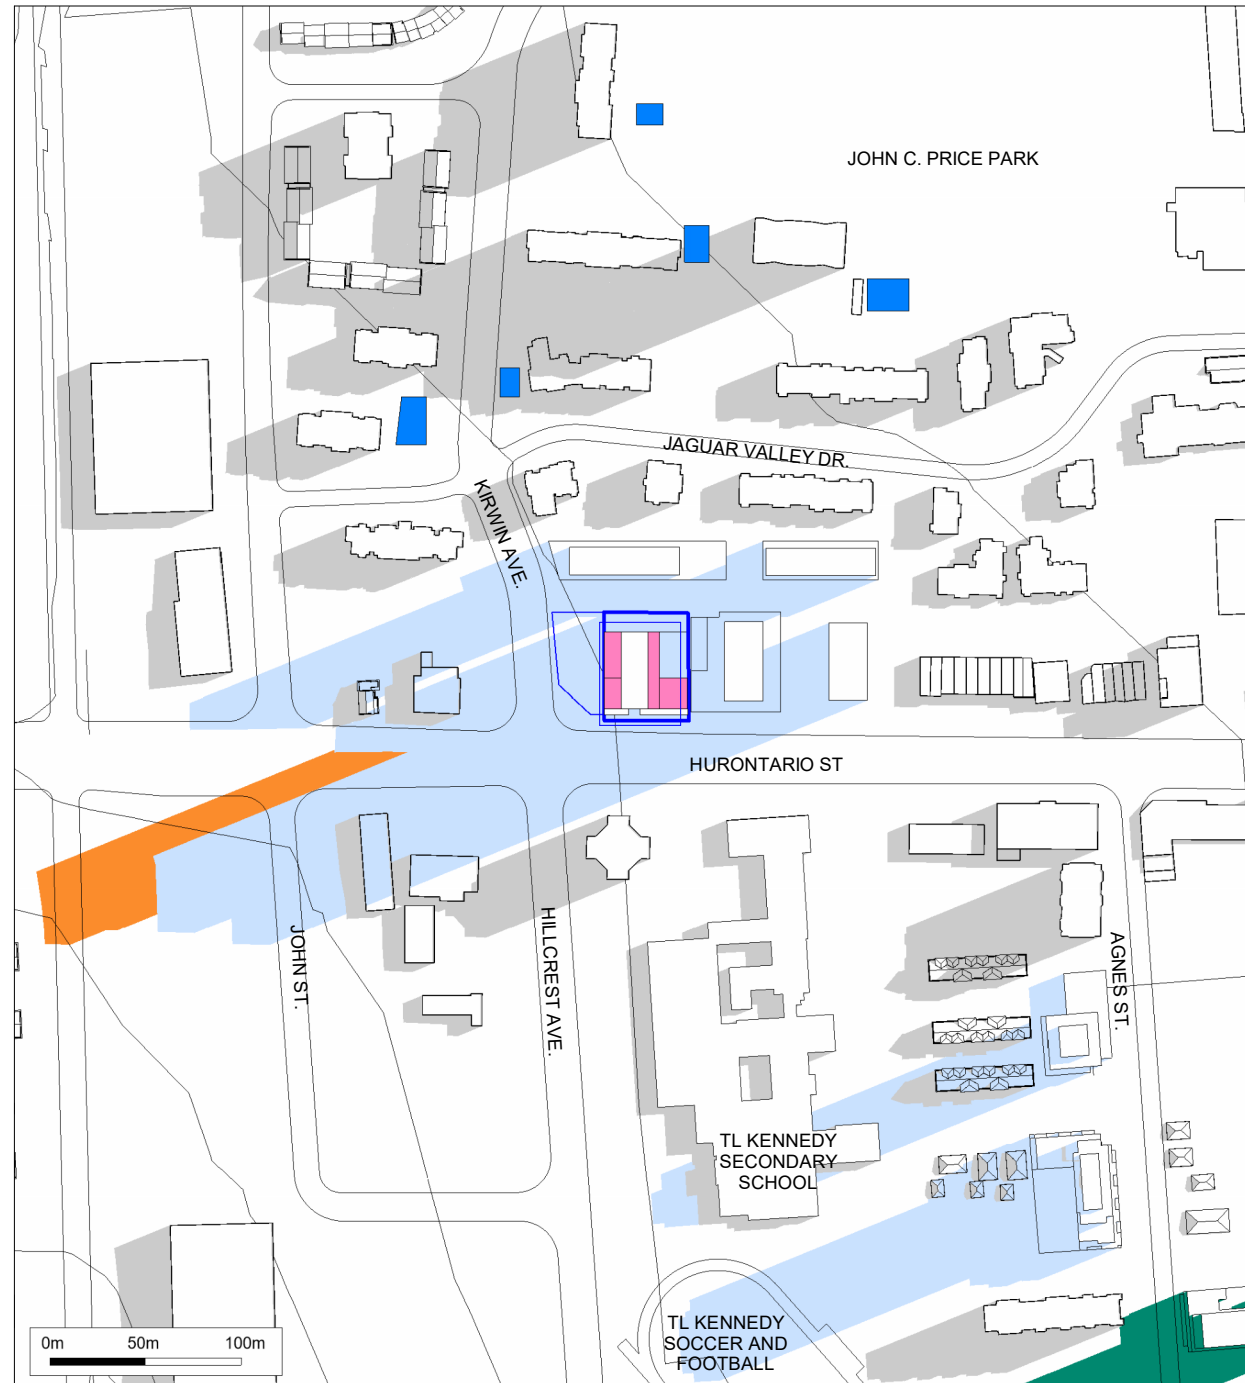 JOHN C. PRICE PARK
JAGUAR VALLEY DR.
KIRWIN AVE.
HURONTARIO ST
JOHN ST.
HILLCREST AVE.
AGNES ST.
TL KENNEDY
SECONDARY
SCHOOL
TL KENNEDY
SOCCER AND
FOOTBALL
0m 50m 100m